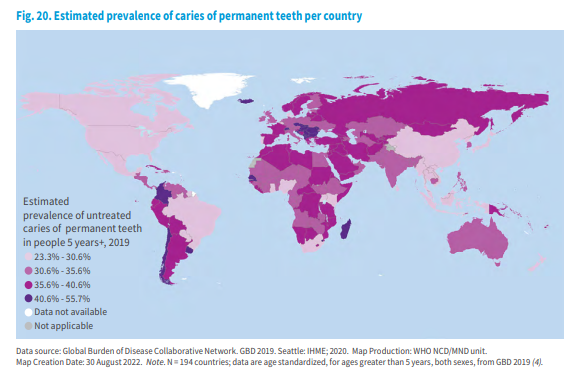 Fig. 20. Estimated prevalence of caries of permanent teeth per country
Estimated
prevalence of untreated
caries of permanent teeth
in people 5 years+, 2019
23.3% - 30.6%
30.6% - 35.6%
35.6% - 40.6%
40.6% - 55.7%
Data not available
Not applicable
Data source: Global Burden of Disease Collaborative Network. GBD 2019. Seattle: IHME; 2020. Map Production: WHO NCD/MND unit.
Map Creation Date: 30 August 2022. Note. N = 194 countries; data are age standardized, for ages greater than 5 years, both sexes, from GBD 2019 (4).